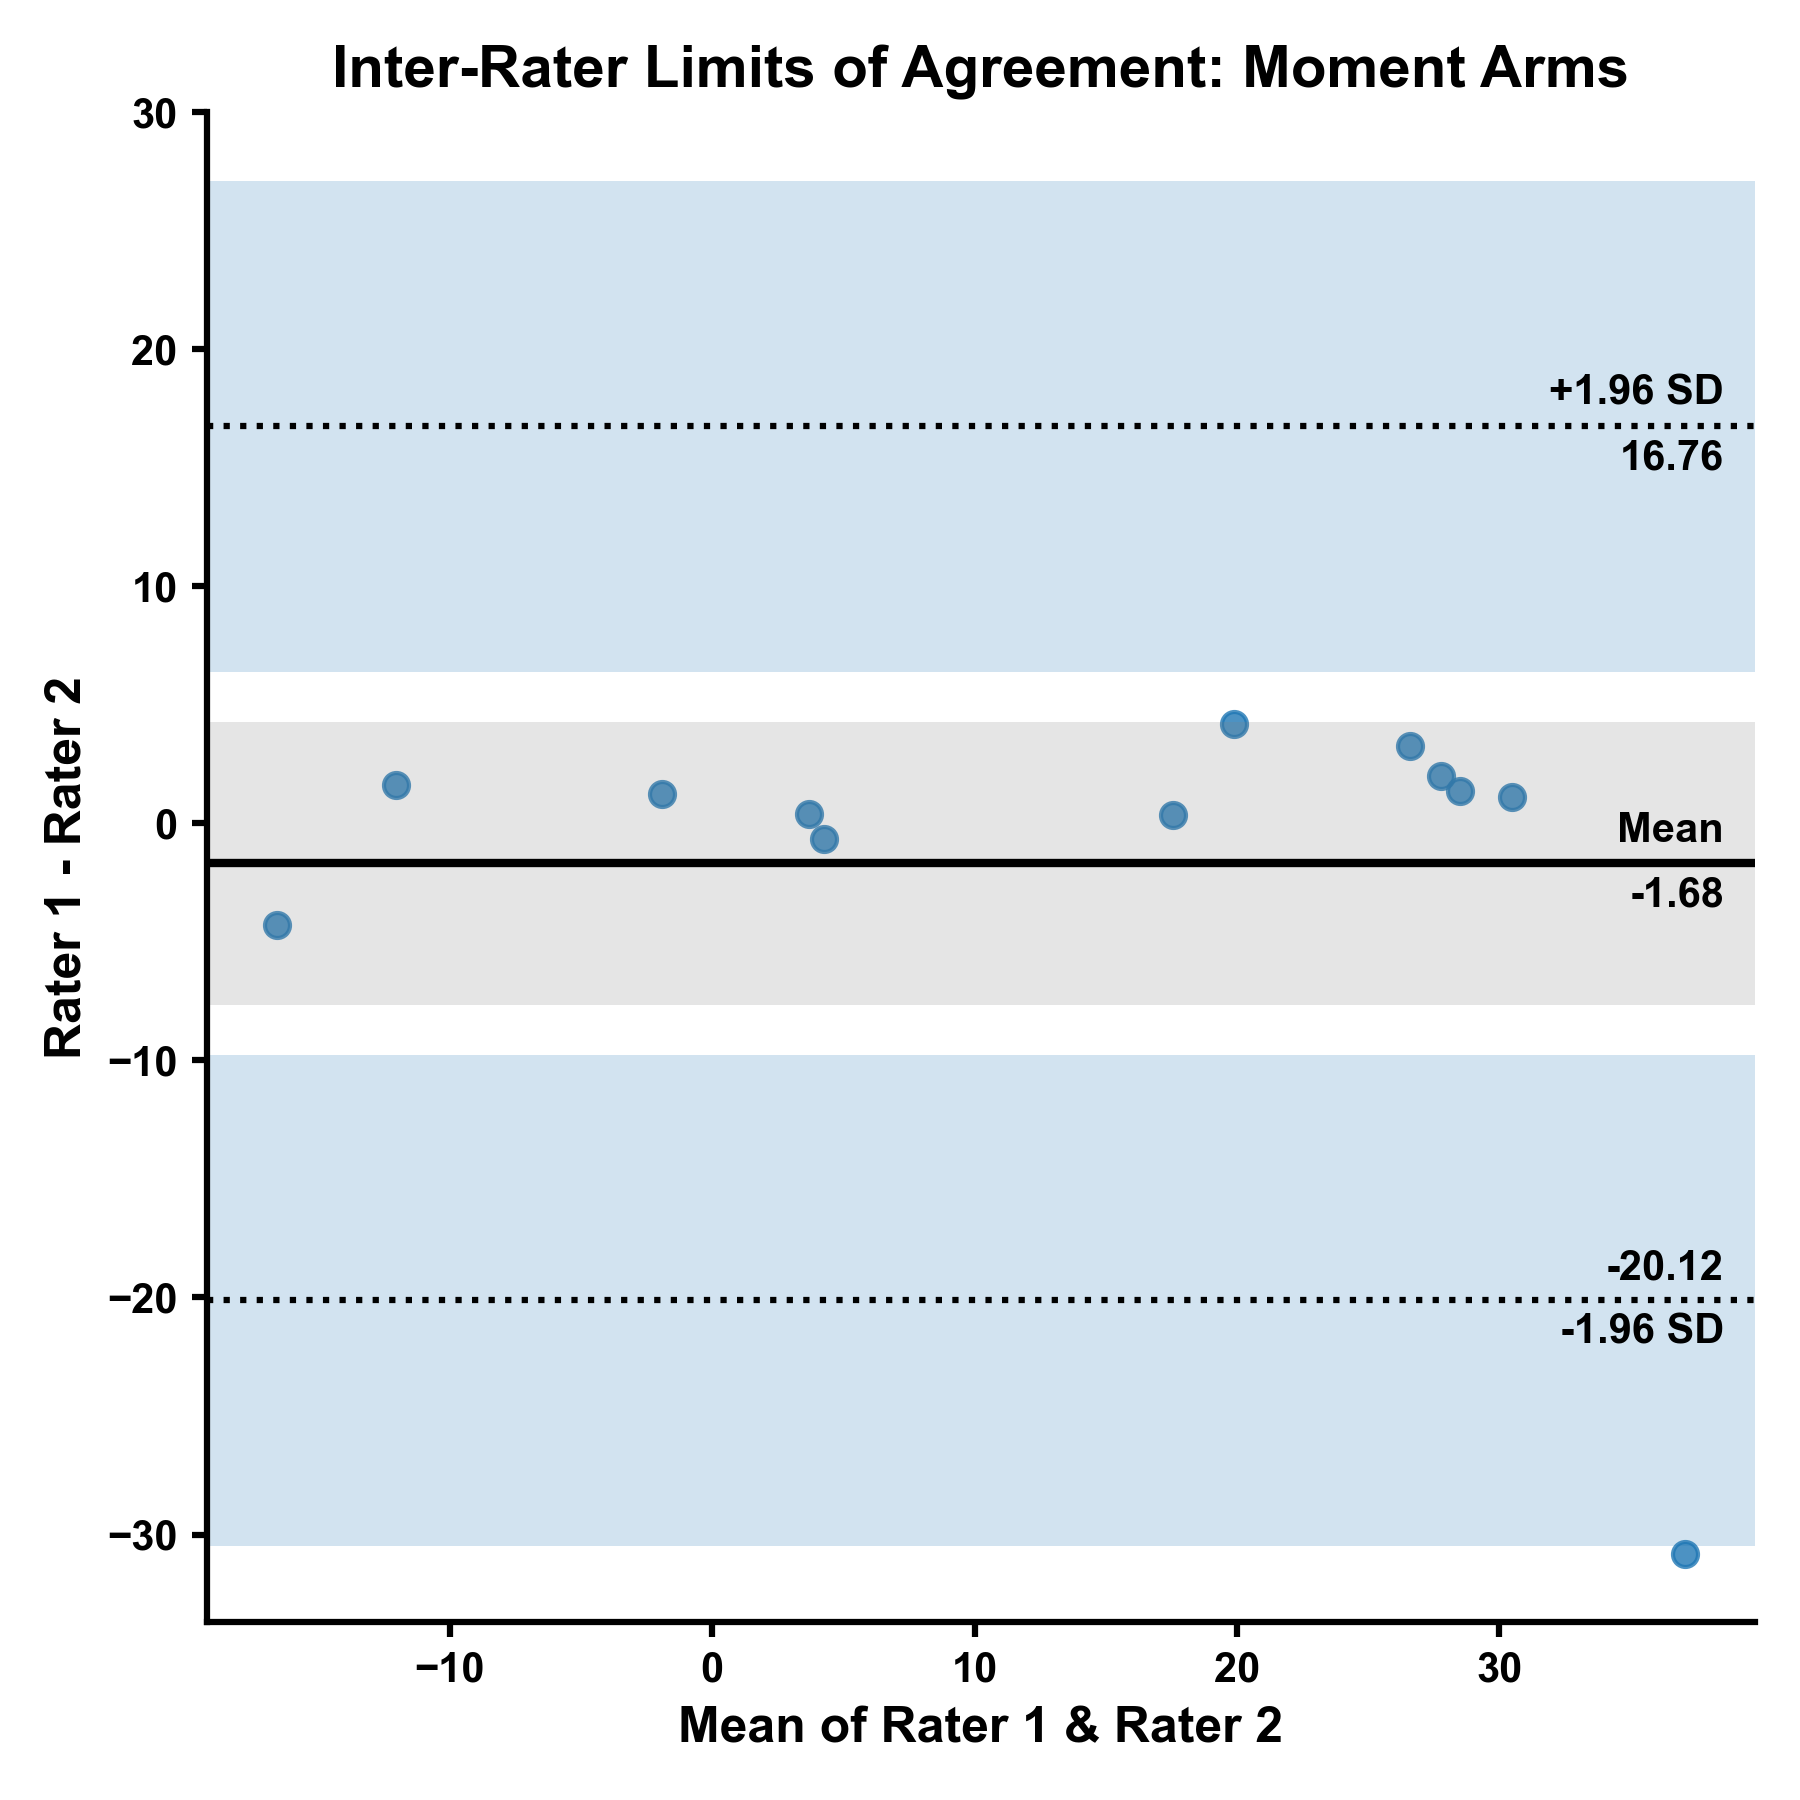 Inter-Rater Limits of Agreement: Moment Arms
30
20
10
0
−10
−20
−30
Rater 1 - Rater 2
+1.96 SD
16.76
Mean
-1.68
-20.12
-1.96 SD
−10 0 10 20 30
Mean of Rater 1 & Rater 2